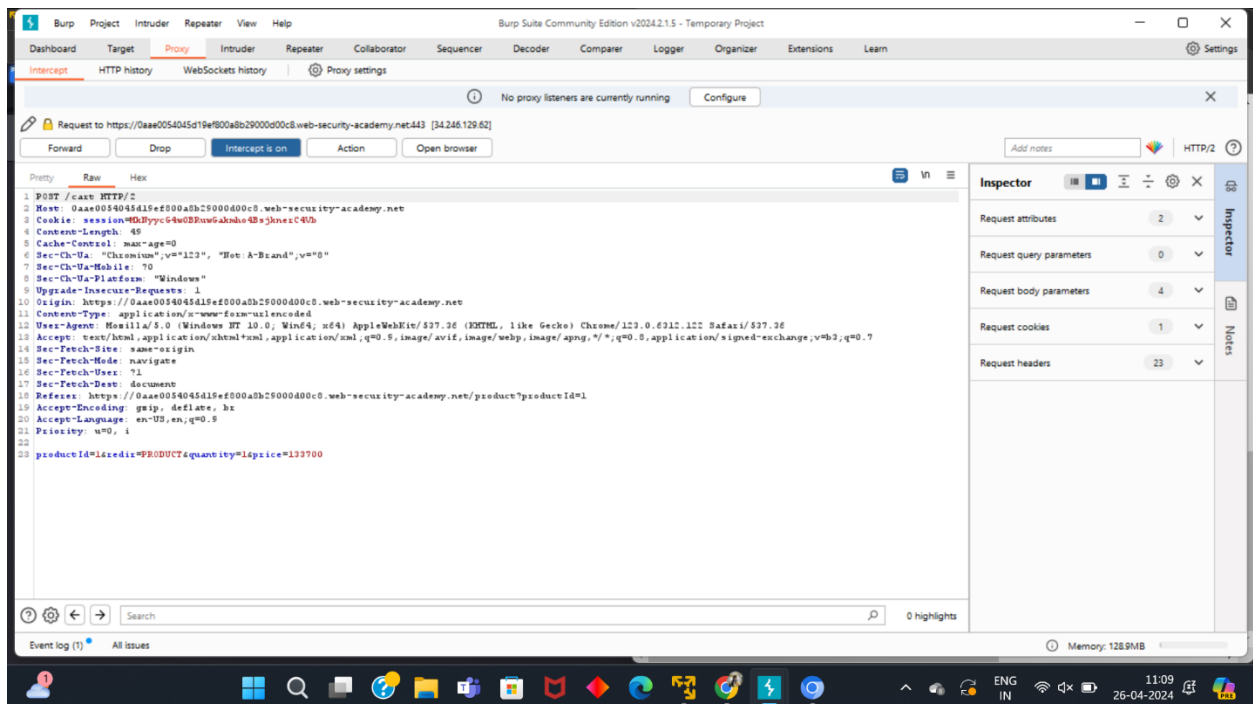 Burp Project Intruder Repeater View Help Burp Suite Community Edition v2024.2.1.5 - Temporary Project
Dashboard Target Proxy Intruder Repeater Collaborator Sequencer Decoder Comparer Logger Organizer Extensions Learn Settings
Intercept HTTP history WebSockets history Proxy settings
No proxy listeners are currently running Configure
Request to https://0aae0054045d19ef800a8b29000d00c8.web-security-academy.net:443 [34.246.129.62]
Forward Drop Intercept is on Action Open browser Add notes HTTP/2
Pretty Raw Hex \n
Inspector
1 POST /cart HTTP/2
2 Host: 0aae0054045d19ef800a8b29000d00c8.web-security-academy.net
3 Cookie:
4 Content-Length: 49
5 Cache-Control: max-age=0
6 Sec-Ch-Ua: "Chromium";v="123", "Not:A-Brand";v="8"
7 Sec-Ch-Ua-Mobile: ?0
8 Sec-Ch-Ua-Platform: "Windows"
9 Upgrade-Insecure-Requests: 1
10 Origin: https://0aae0054045d19ef800a8b29000d00c8.web-security-academy.net
11 Content-Type: application/x-www-form-urlencoded
12 User-Agent: Mozilla/5.0 (Windows NT 10.0; Win64; x64) AppleWebKit/537.36 (KHTML, like Gecko) Chrome/123.0.6312.122 Safari/537.36
13 Accept: text/html,application/xhtml+xml,application/xml;q=0.9,image/avif,image/webp,image/apng,*/*;q=0.8,application/signed-exchange;v=b3;q=0.7
14 Sec-Fetch-Site: same-origin
15 Sec-Fetch-Mode: navigate
16 Sec-Fetch-User: ?1
17 Sec-Fetch-Dest: document
18 Referer: https://0aae0054045d19ef800a8b29000d00c8.web-security-academy.net/product?productId=1
19 Accept-Encoding: gzip, deflate, br
20 Accept-Language: en-US,en;q=0.9
21 Priority: u=0, i
22
23 productId=1&redir=PRODUCT&quantity=1&price=133700
Request attributes 2
Request query parameters 0
Request body parameters 4
Request cookies 1
Request headers 23
Inspector
Notes
Search 0 highlights
Event log (1) All issues Memory: 128.9MB
1
ENG
IN
11:09
26-04-2024
PRE